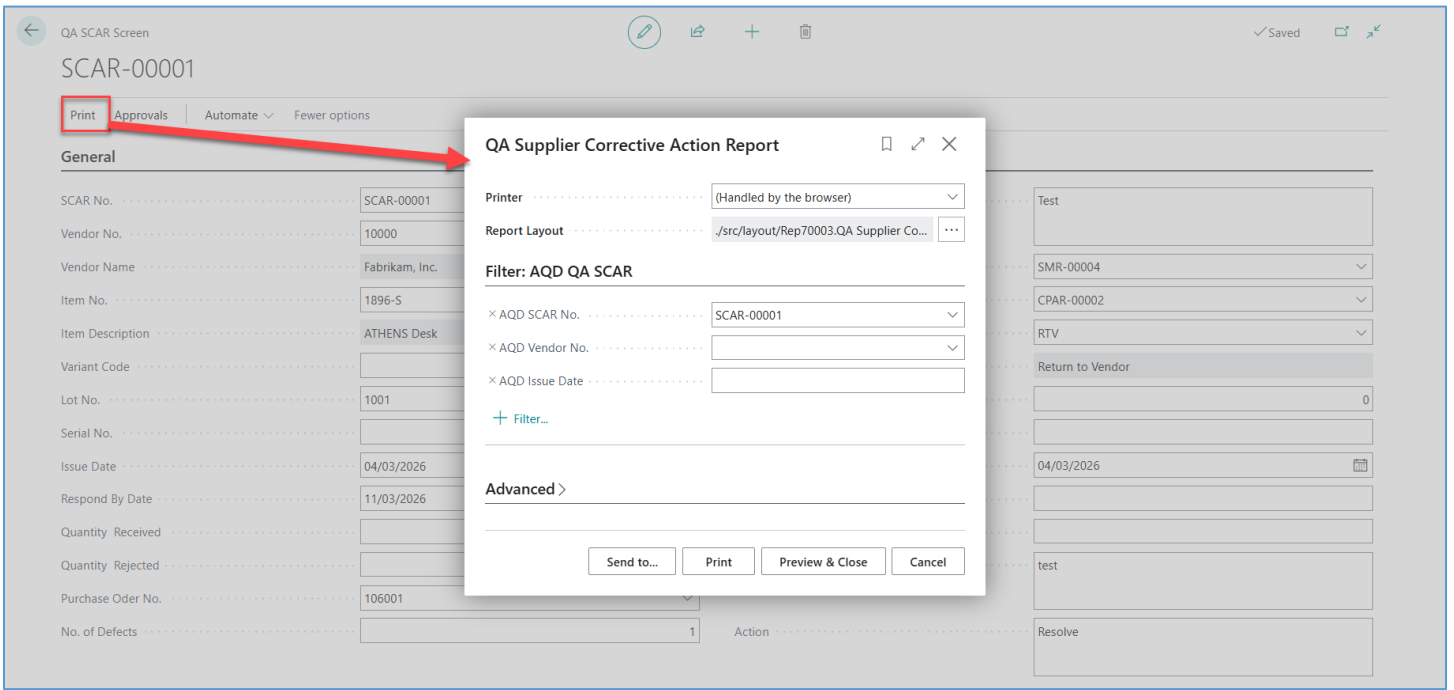 QA SCAR Screen
Saved
SCAR-00001
Print Approvals Automate Fewer options
General
SCAR No. SCAR-00001
Vendor No. 10000
Vendor Name Fabrikam, Inc.
Item No. 1896-S
Item Description ATHENS Desk
Variant Code
Lot No. 1001
Serial No.
Issue Date 04/03/2026
Respond By Date 11/03/2026
Quantity Received
Quantity Rejected
Purchase Oder No. 106001
No. of Defects 1
QA Supplier Corrective Action Report
Printer (Handled by the browser)
Report Layout ./src/layout/Rep70003.QA Supplier Co... ...
Filter: AQD QA SCAR
× AQD SCAR No. SCAR-00001
× AQD Vendor No.
× AQD Issue Date
+ Filter...
Advanced >
Send to... Print Preview & Close Cancel
Test
SMR-00004
CPAR-00002
RTV
Return to Vendor
0
04/03/2026
test
Action Resolve